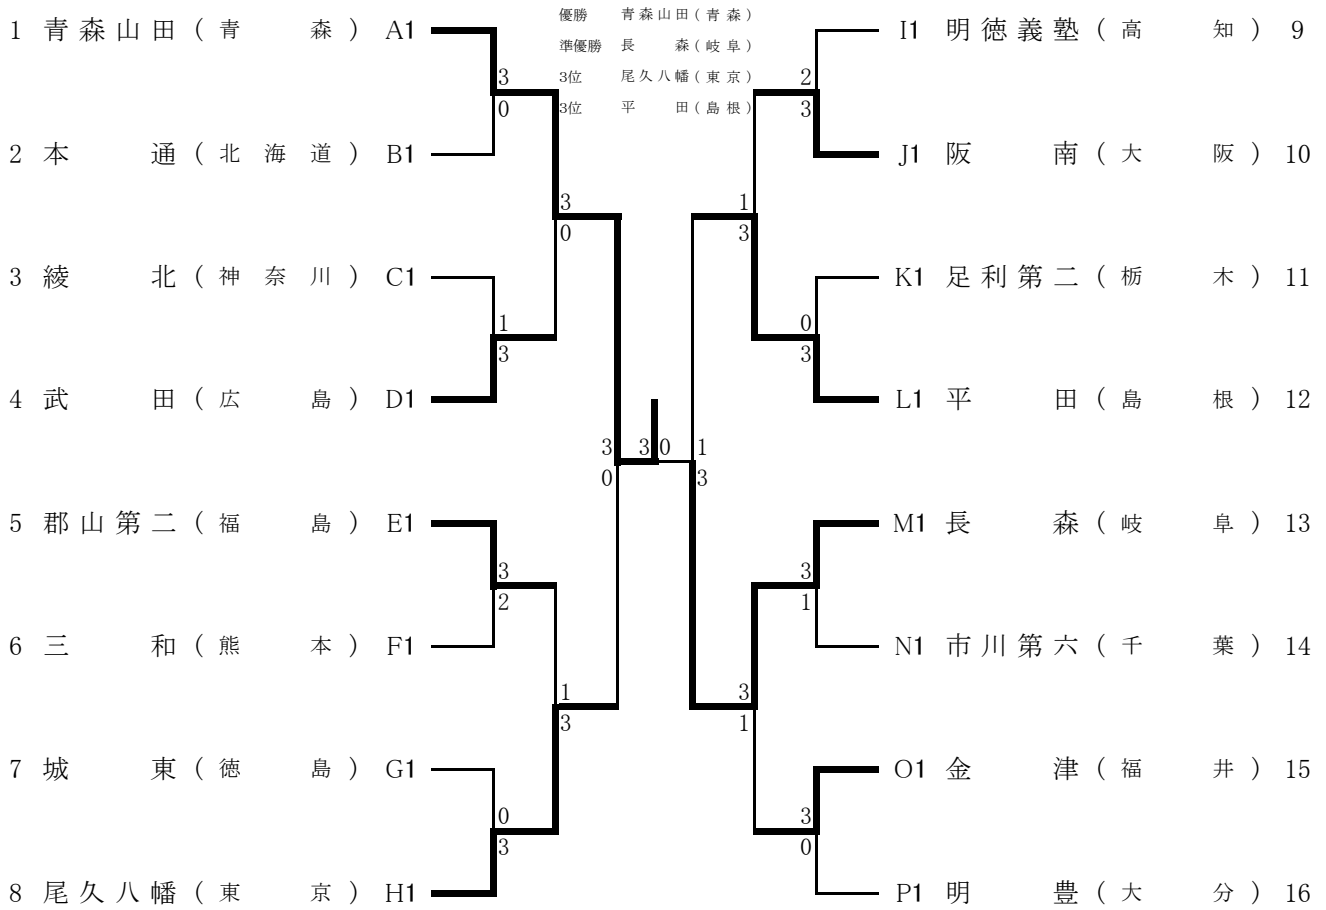 優勝 青森山田(青森)
準優勝 長森(岐阜)
3位 尾久八幡(東京)
3位 平田(島根)
1 青森山田(青森) A1
3
0
2 本通(北海道) B1
3
0
3 綾北(神奈川) C1
1
3
4 武田(広島) D1
3
0
5 郡山第二(福島) E1
3
2
6 三和(熊本) F1
1
3
7 城東(徳島) G1
0
3
8 尾久八幡(東京) H1
3 0
I1 明徳義塾(高知) 9
2
3
J1 阪南(大阪) 10
1
3
K1 足利第二(栃木) 11
0
3
L1 平田(島根) 12
1
3
M1 長森(岐阜) 13
3
1
N1 市川第六(千葉) 14
3
1
O1 金津(福井) 15
3
0
P1 明豊(大分) 16